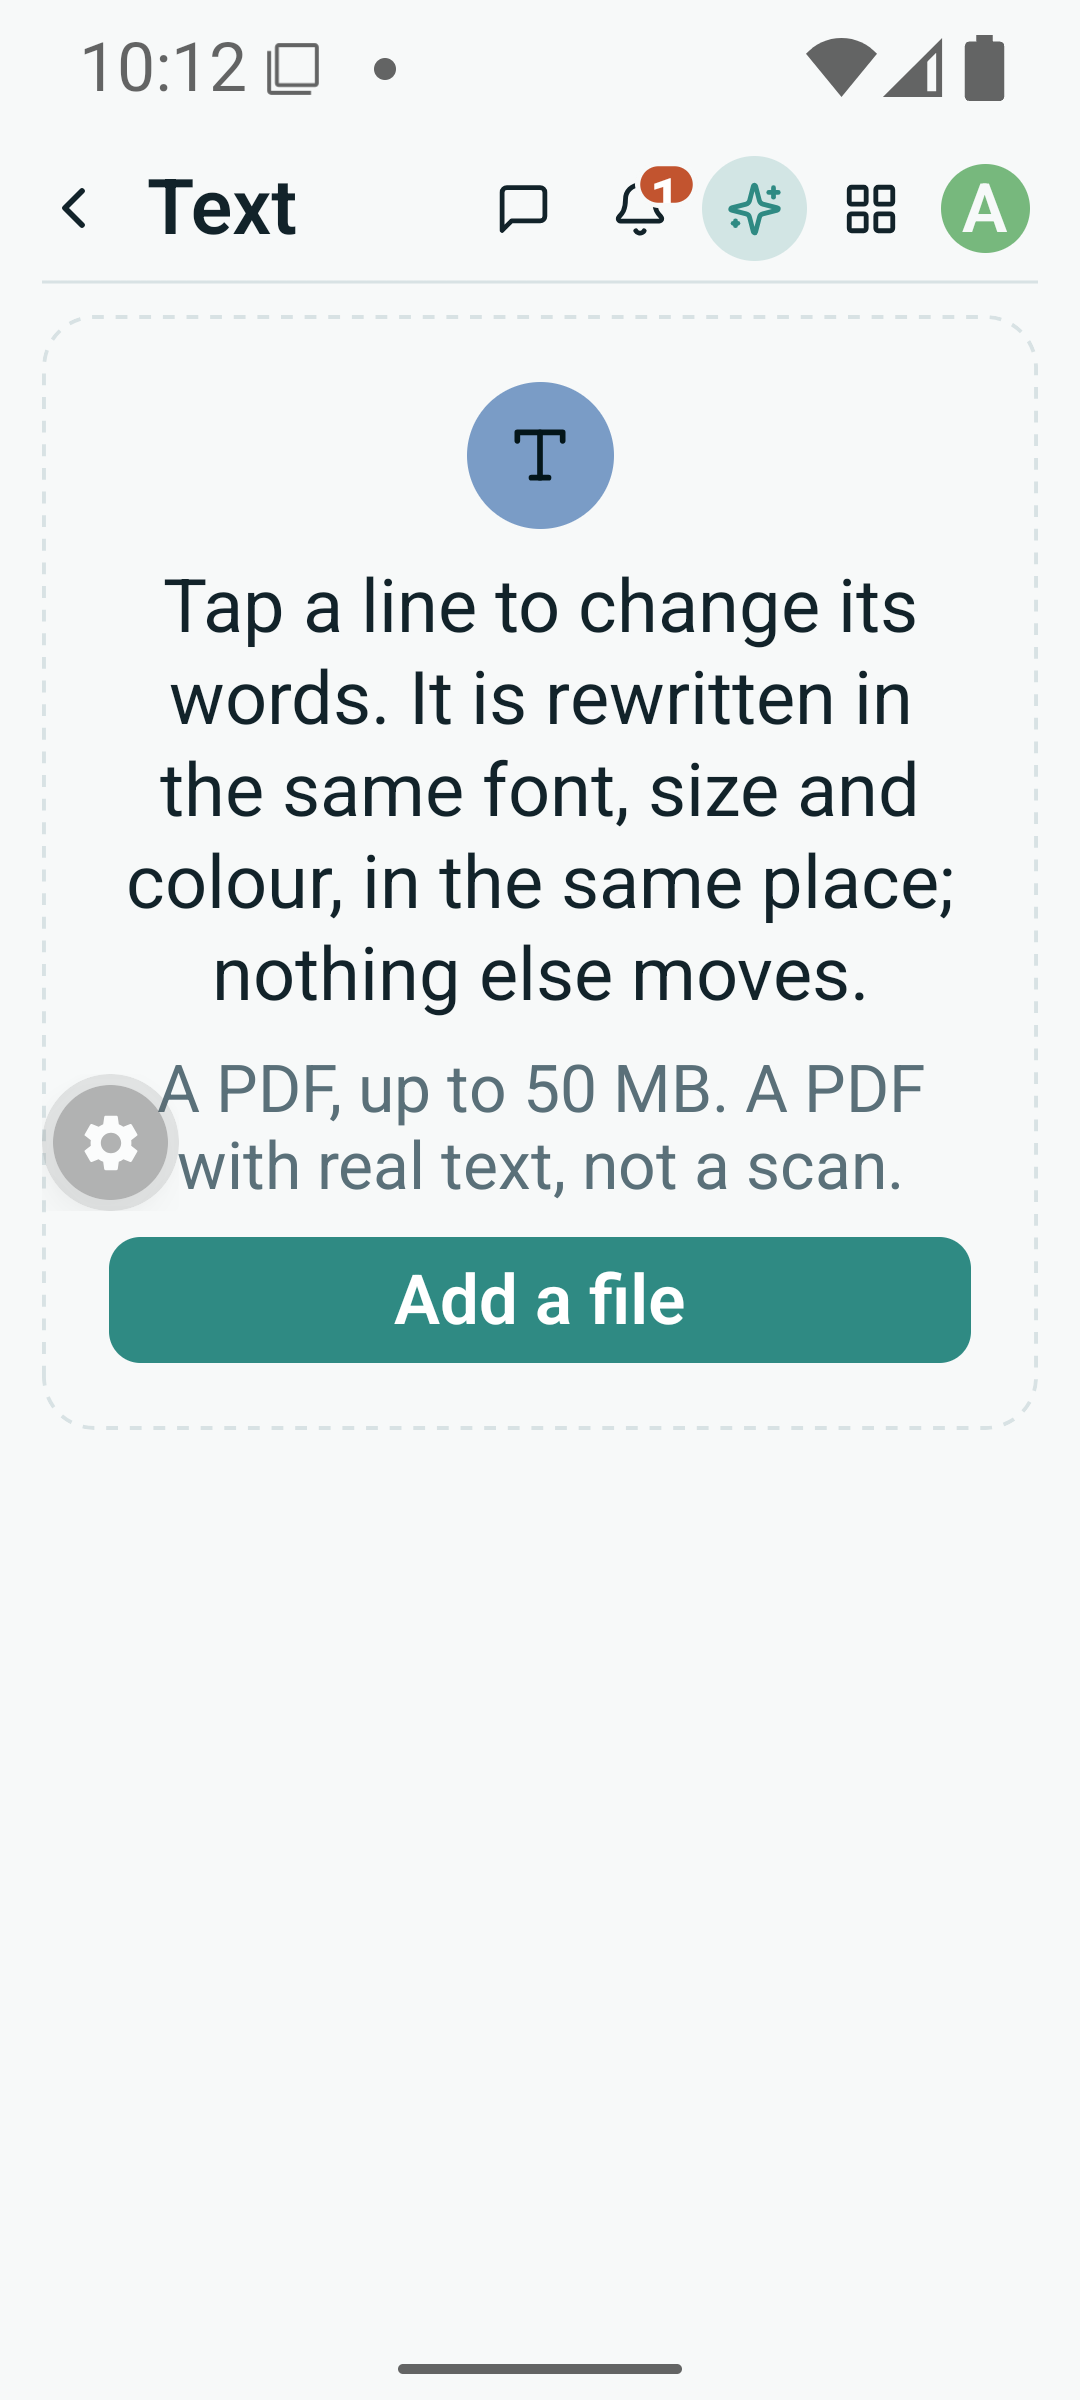 10:12
Text
1
A
Tap a line to change its
words. It is rewritten in
the same font, size and
colour, in the same place;
nothing else moves.
A PDF, up to 50 MB. A PDF
with real text, not a scan.
Add a file